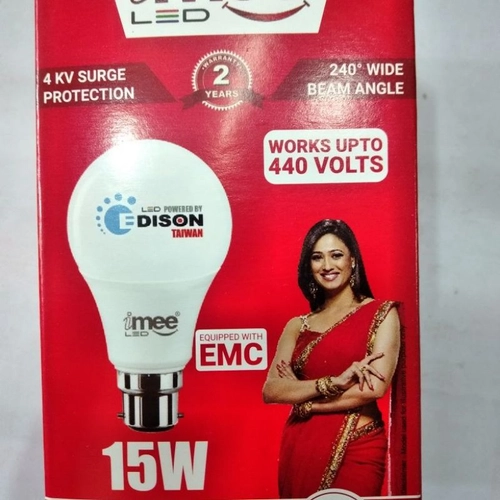 LED
4 KV SURGE
PROTECTION
WARRANTY
2
YEARS
240° WIDE
BEAM ANGLE
WORKS UPTO
440 VOLTS
LED POWERED BY
EDISON
TAIWAN
imee
LED
EQUIPPED WITH
EMC
15W